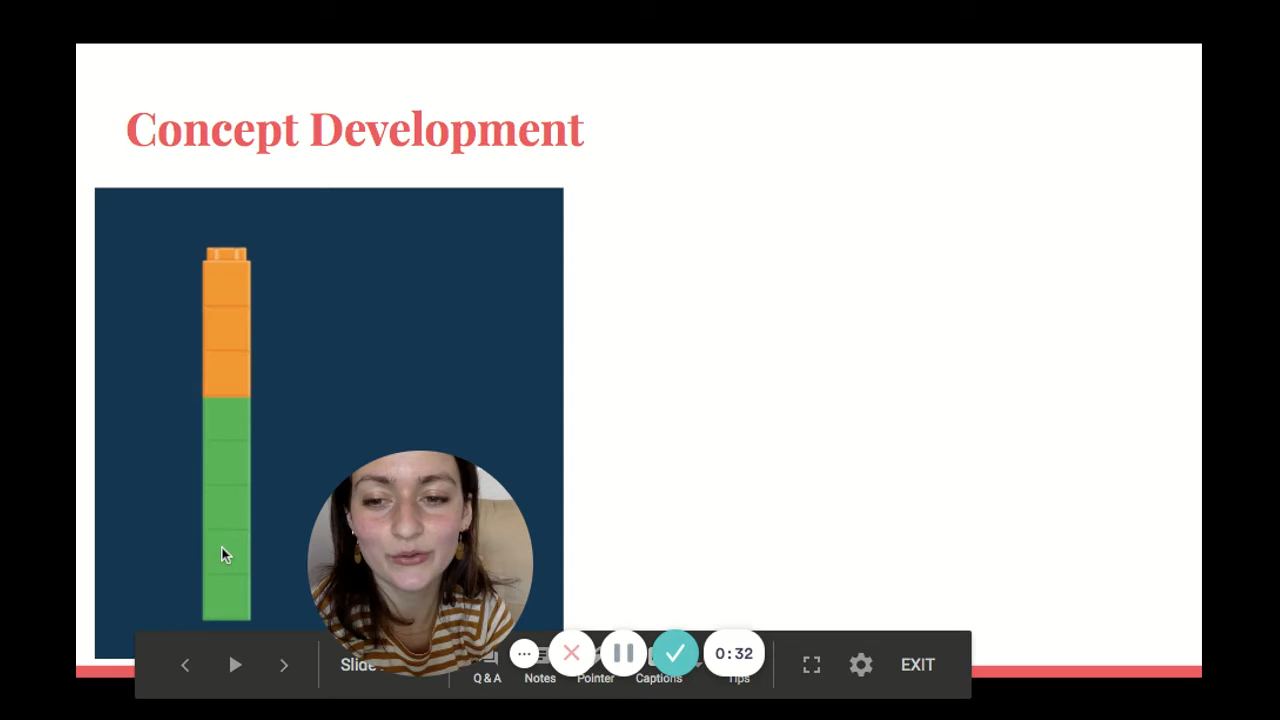 Concept Development
Slide
0:32
EXIT
Q & A Notes Pointer Captions Tips